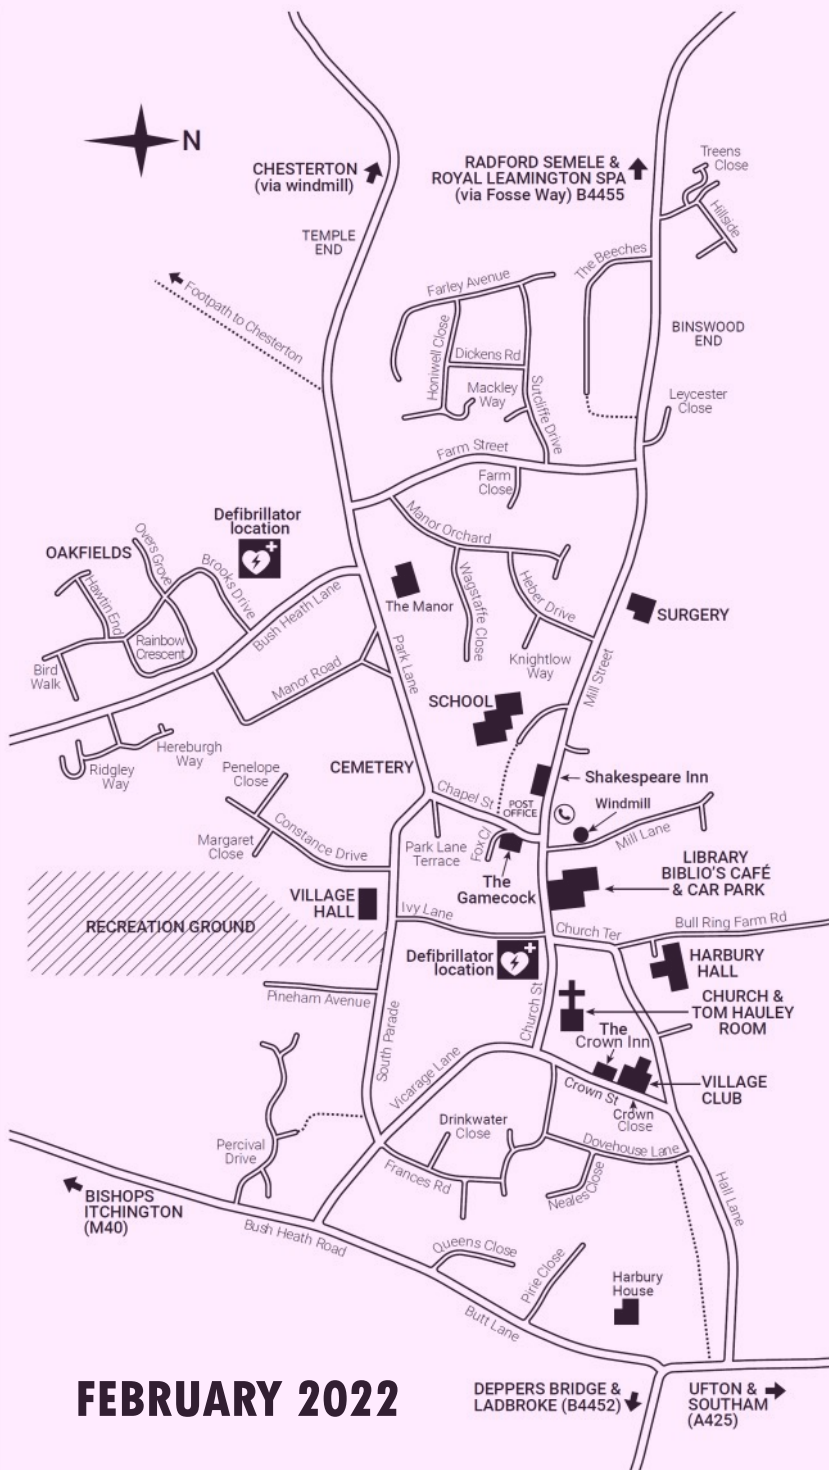 N
CHESTERTON
(via windmill)
RADFORD SEMELE &
ROYAL LEAMINGTON SPA
(via Fosse Way) B4455
Treens
Close
Hillside
TEMPLE
END
The Beeches
Footpath to Chesterton
Farley Avenue
BINSWOOD
END
Honiwell Close
Dickens Rd
Mackley
Way
Sutcliffe Drive
Leycester
Close
Farm Street
Farm
Close
Defibrillator
location
Manor Orchard
OAKFIELDS
Overs Grove
Brooks Drive
Hawtin End
The Manor
Wagstaffe Close
Heber Drive
SURGERY
Bush Heath Lane
Rainbow
Crescent
Bird
Walk
Park Lane
Knightlow
Way
Manor Road
Mill Street
SCHOOL
Hereburgh
Way
Ridgley
Way
Penelope
Close
CEMETERY
Shakespeare Inn
Chapel St
POST
OFFICE
Windmill
Margaret
Close
Constance Drive
Park Lane
Terrace
Fox Cl
Mill Lane
The
Gamecock
LIBRARY
BIBLIO'S CAFÉ
& CAR PARK
VILLAGE
HALL
Ivy Lane
RECREATION GROUND
Church Ter
Bull Ring Farm Rd
Defibrillator
location
HARBURY
HALL
Pineham Avenue
Church St
CHURCH &
TOM HAULEY
ROOM
The
Crown Inn
South Parade
Vicarage Lane
Crown St
VILLAGE
CLUB
Crown
Close
Drinkwater
Close
Percival
Drive
Dovehouse Lane
Frances Rd
Neales Close
Hall Lane
BISHOPS
ITCHINGTON
(M40)
Bush Heath Road
Queens Close
Pirie Close
Harbury
House
Butt Lane
FEBRUARY 2022
DEPPERS BRIDGE &
LADBROKE (B4452)
UFTON &
SOUTHAM
(A425)